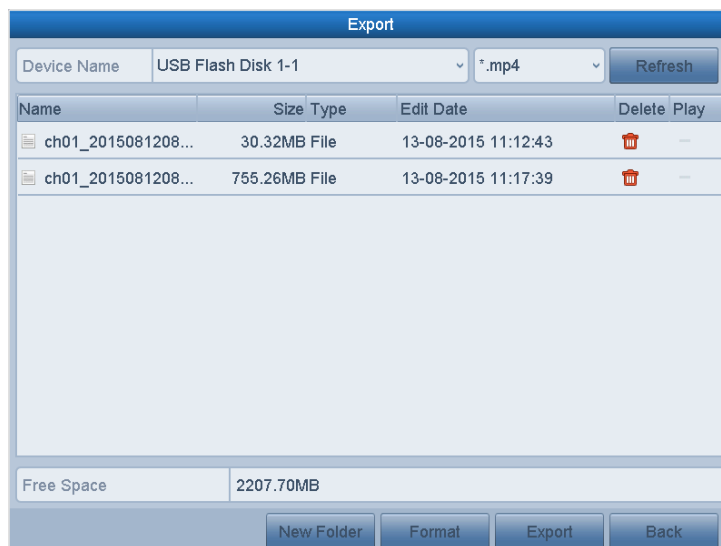 Export
Device Name USB Flash Disk 1-1 *.mp4 Refresh
Name Size Type Edit Date Delete Play
ch01_2015081208... 30.32MB File 13-08-2015 11:12:43
ch01_2015081208... 755.26MB File 13-08-2015 11:17:39
Free Space 2207.70MB
New Folder Format Export Back